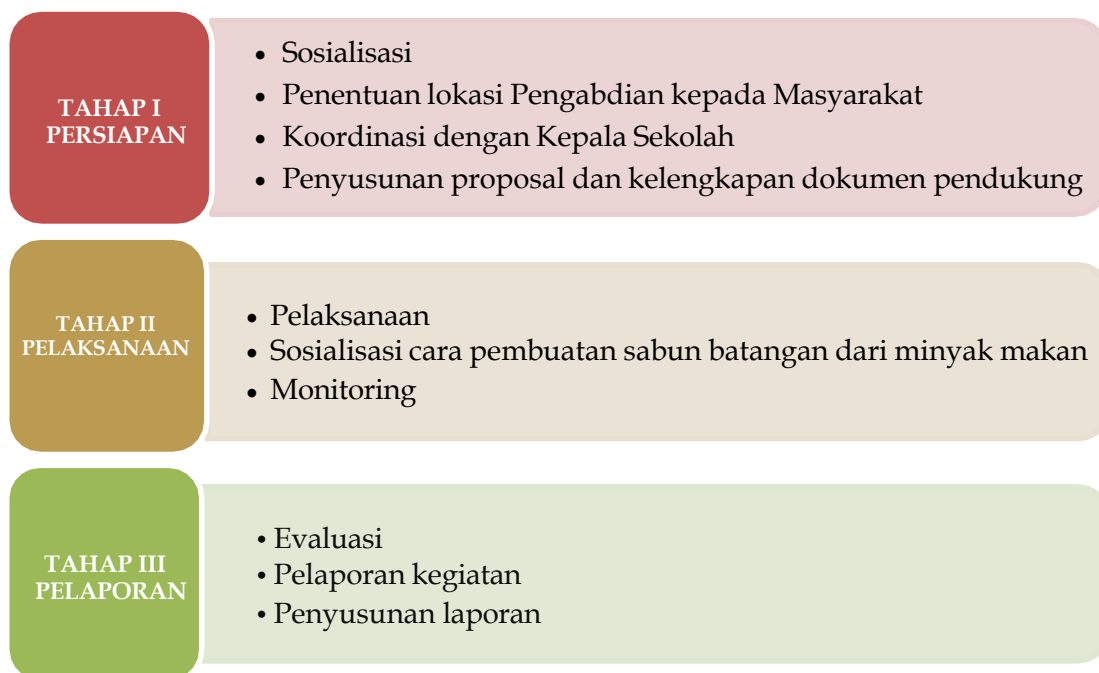 TAHAP I
PERSIAPAN
• Sosialisasi
• Penentuan lokasi Pengabdian kepada Masyarakat
• Koordinasi dengan Kepala Sekolah
• Penyusunan proposal dan kelengkapan dokumen pendukung
TAHAP II
PELAKSANAAN
• Pelaksanaan
• Sosialisasi cara pembuatan sabun batangan dari minyak makan
• Monitoring
TAHAP III
PELAPORAN
• Evaluasi
• Pelaporan kegiatan
• Penyusunan laporan